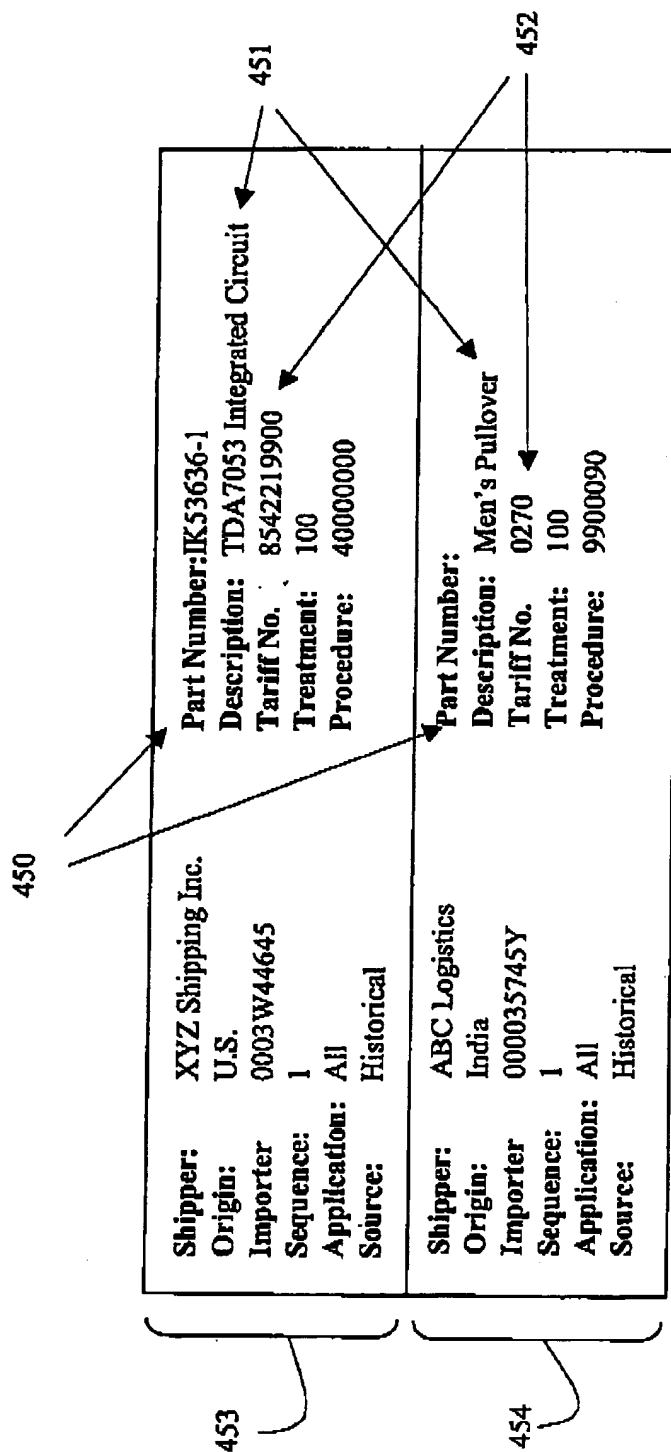 450
451
452
453
Shipper: XYZ Shipping Inc. Part Number:IK53636-1
Origin: U.S. Description: TDA7053 Integrated Circuit
Importer 0003W44645 Tariff No. 8542219900
Sequence: 1 Treatment: 100
Application: All Procedure: 40000000
Source: Historical
454
Shipper: ABC Logistics Part Number:
Origin: India Description: Men's Pullover
Importer 000035745Y Tariff No. 0270
Sequence: 1 Treatment: 100
Application: All Procedure: 9900090
Source: Historical